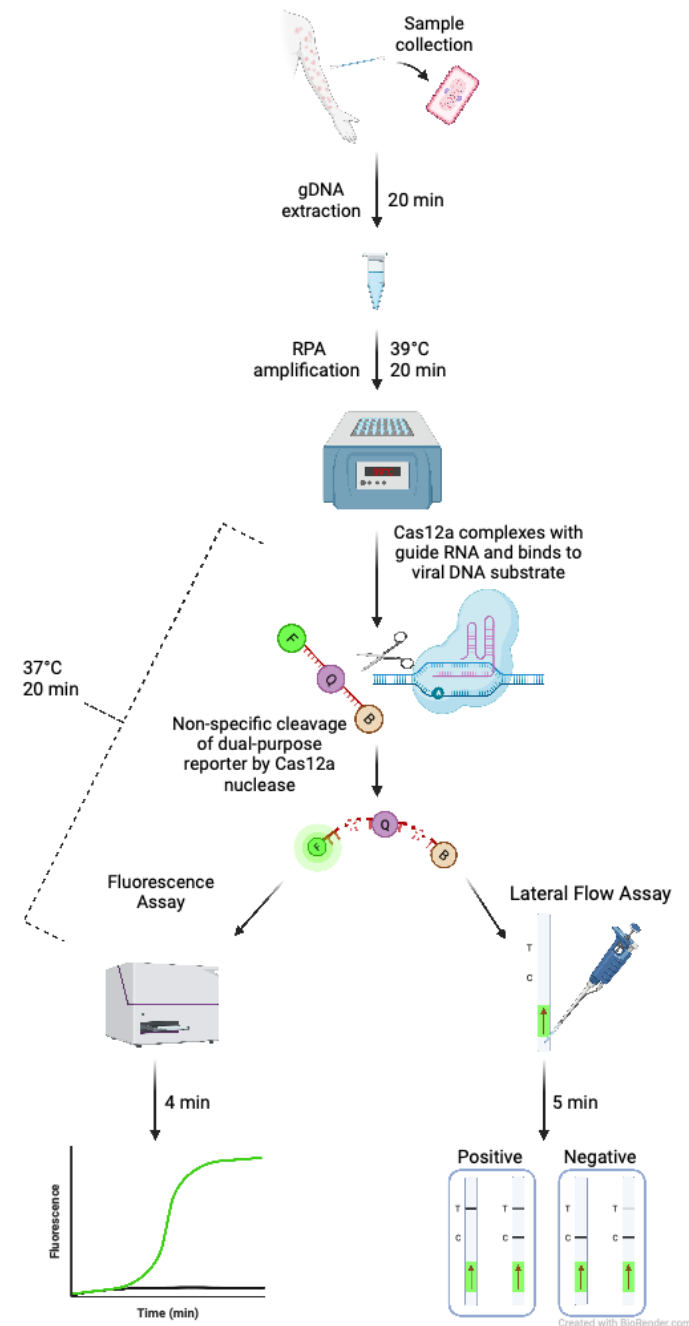 Sample
collection
gDNA
extraction
20 min
RPA
amplification
39°C
20 min
Cas12a complexes with
guide RNA and binds to
viral DNA substrate
F
Q
B
A
37°C
20 min
Non-specific cleavage
of dual-purpose
reporter by Cas12a
nuclease
F
Q
B
Fluorescence
Assay
Lateral Flow Assay
T
C
4 min
5 min
Fluorescence
Time (min)
Positive
Negative
T
T
T
T
C
C
C
C
Created with BioRender.com